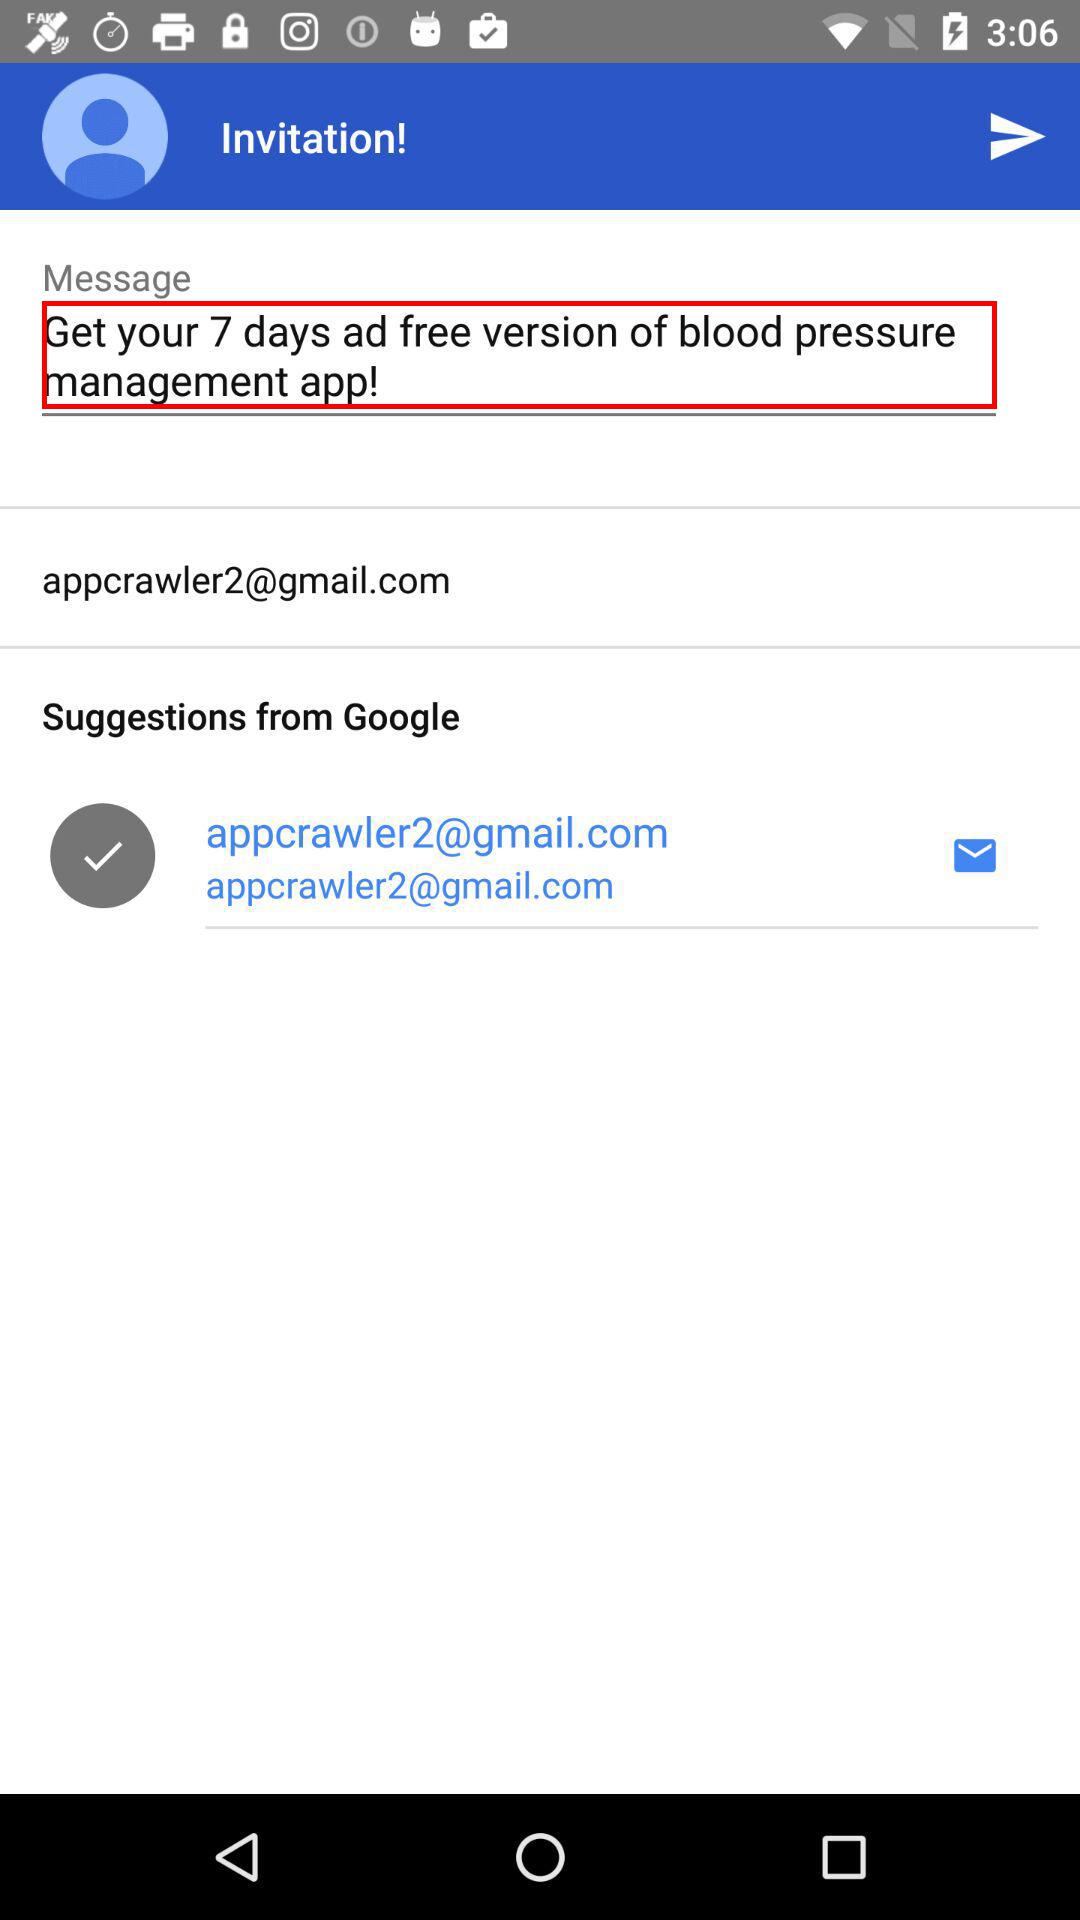 FAKE
3:06
Invitation!
Message
Get your 7 days ad free version of blood pressure
management app!
appcrawler2@gmail.com
Suggestions from Google
appcrawler2@gmail.com
appcrawler2@gmail.com